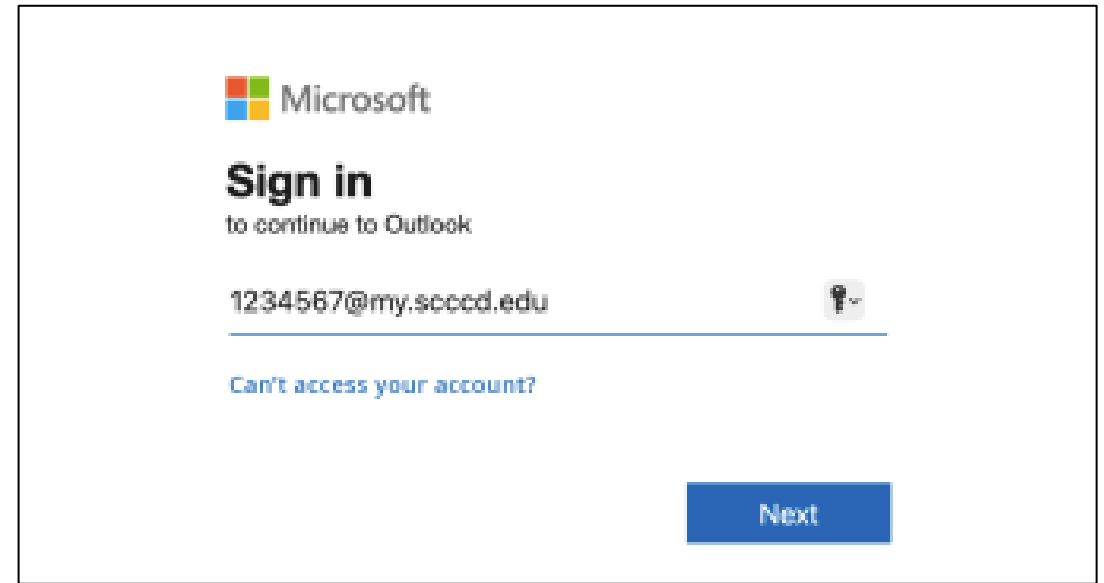 Microsoft
Sign in
to continue to Outlook
1234567@my.scccd.edu
Can't access your account?
Next